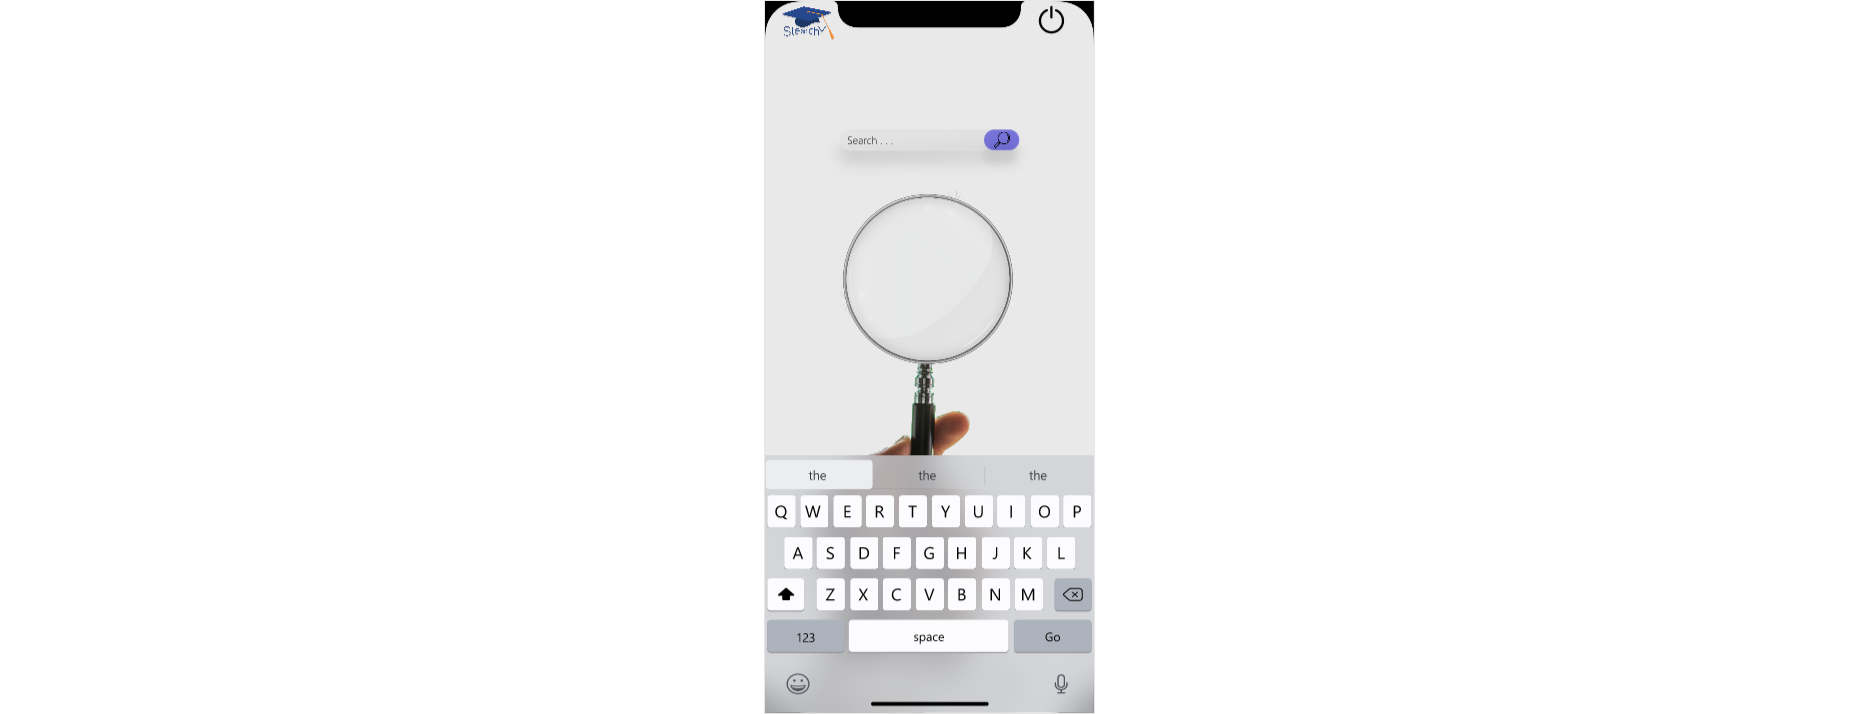 SlearchY
Search . . .
the the the
Q W E R T Y U I O P
A S D F G H J K L
Z X C V B N M
123 space Go